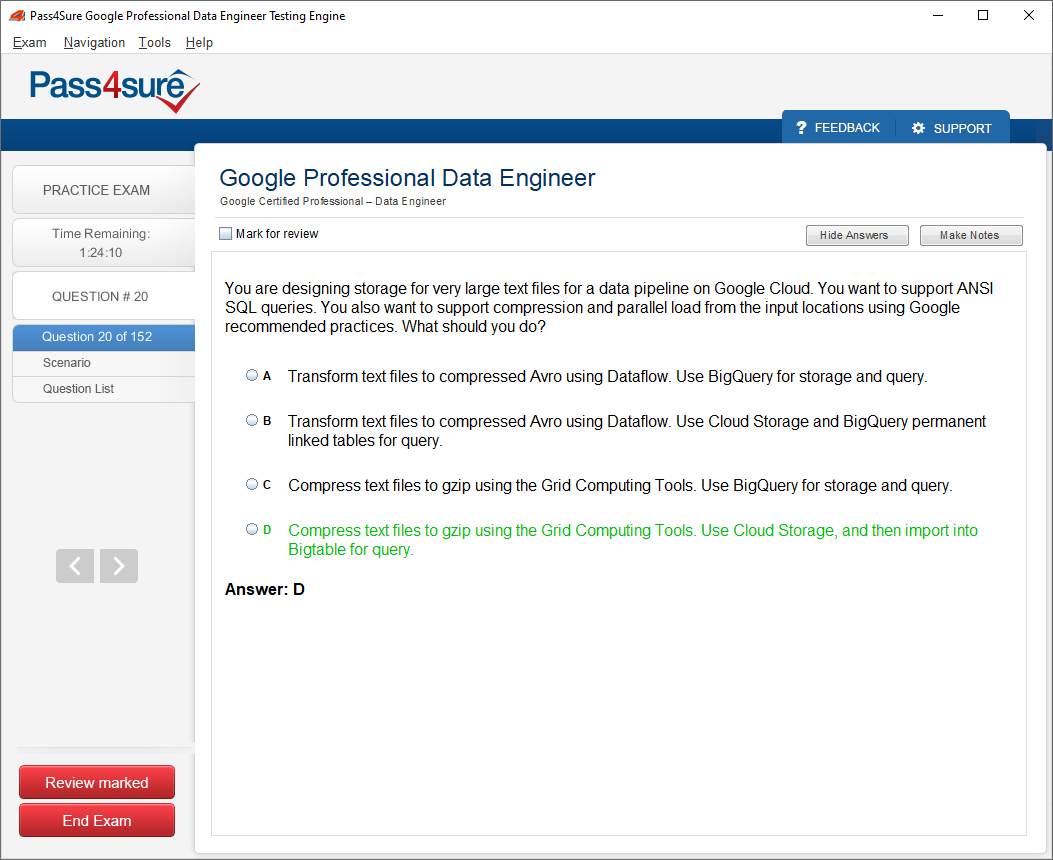 Pass4Sure Google Professional Data Engineer Testing Engine
Exam Navigation Tools Help
Pass4sure
? FEEDBACK SUPPORT
PRACTICE EXAM
Time Remaining:
1:24:10
QUESTION # 20
Question 20 of 152
Scenario
Question List
Review marked
End Exam
Google Professional Data Engineer
Google Certified Professional – Data Engineer
Mark for review
Hide Answers
Make Notes
You are designing storage for very large text files for a data pipeline on Google Cloud. You want to support ANSI
SQL queries. You also want to support compression and parallel load from the input locations using Google
recommended practices. What should you do?
A Transform text files to compressed Avro using Dataflow. Use BigQuery for storage and query.
B Transform text files to compressed Avro using Dataflow. Use Cloud Storage and BigQuery permanent
linked tables for query.
C Compress text files to gzip using the Grid Computing Tools. Use BigQuery for storage and query.
D Compress text files to gzip using the Grid Computing Tools. Use Cloud Storage, and then import into
Bigtable for query.
Answer: D